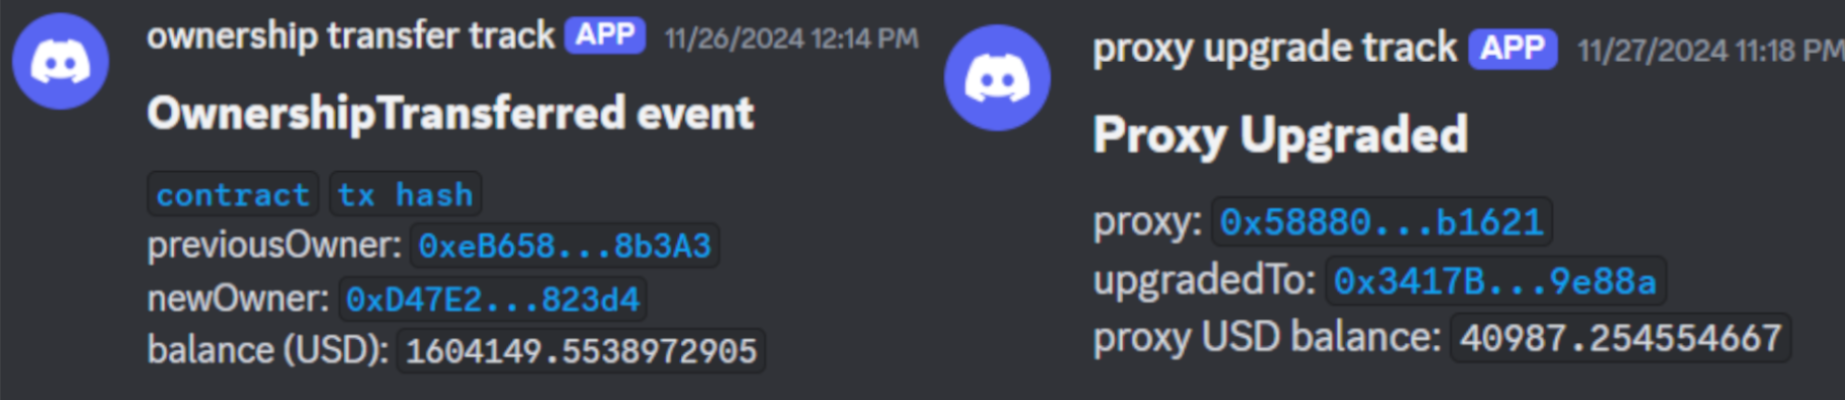 ownership transfer track APP 11/26/2024 12:14 PM
OwnershipTransferred event
contract tx hash
previousOwner: 0xeB658...8b3A3
newOwner: 0xD47E2...823d4
balance (USD): 1604149.5538972905
proxy upgrade track APP 11/27/2024 11:18 PM
Proxy Upgraded
proxy: 0x58880...b1621
upgradedTo: 0x3417B...9e88a
proxy USD balance: 40987.254554667